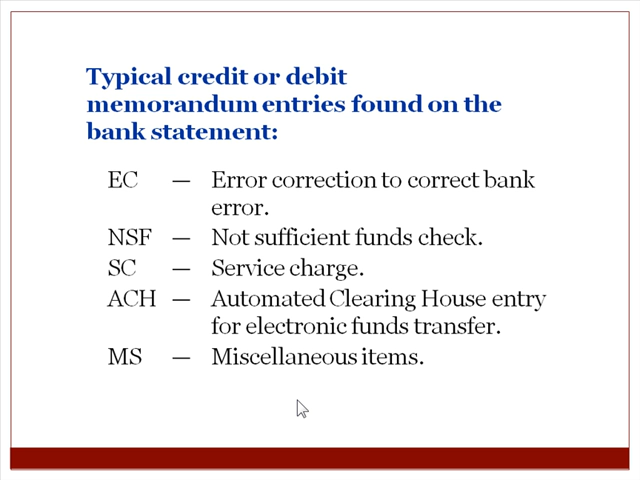 Typical credit or debit
memorandum entries found on the
bank statement:
EC — Error correction to correct bank
error.
NSF — Not sufficient funds check.
SC — Service charge.
ACH — Automated Clearing House entry
for electronic funds transfer.
MS — Miscellaneous items.